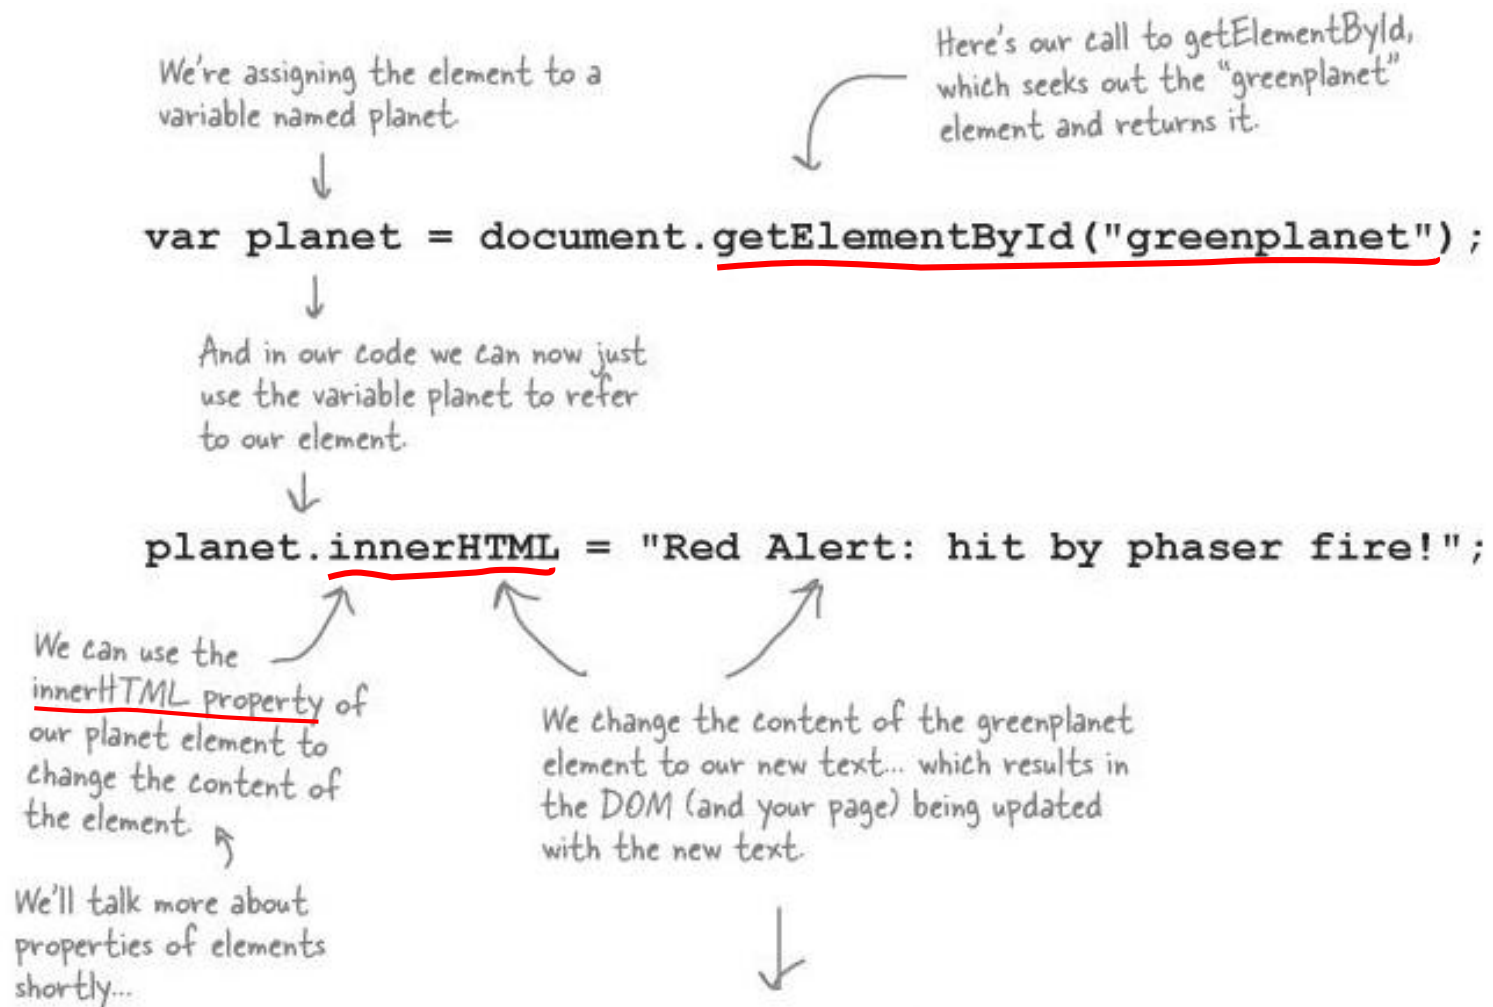 We're assigning the element to a
variable named planet.
Here's our call to getElementById,
which seeks out the "greenplanet"
element and returns it.
var planet = document.getElementById("greenplanet");
And in our code we can now just
use the variable planet to refer
to our element.
planet.innerHTML = "Red Alert: hit by phaser fire!";
We can use the
innerHTML property of
our planet element to
change the content of
the element.
We change the content of the greenplanet
element to our new text... which results in
the DOM (and your page) being updated
with the new text.
We'll talk more about
properties of elements
shortly...